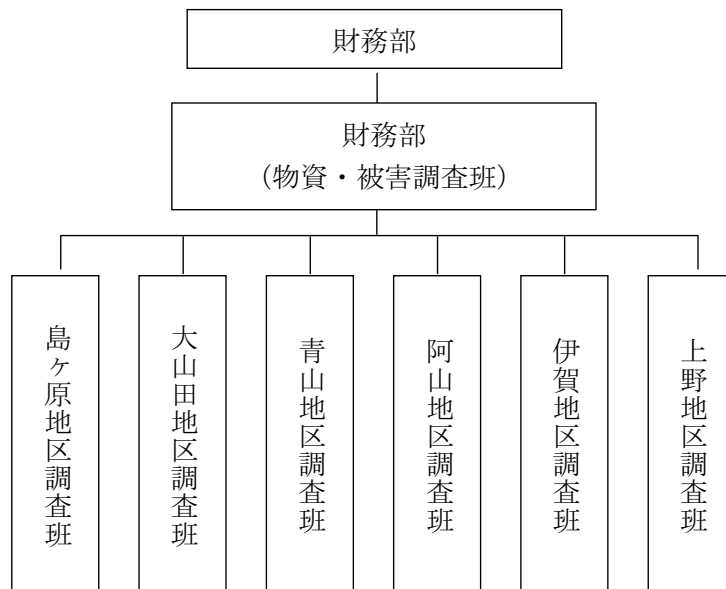 財務部
財務部
（物資・被害調査班）
上野地区調査班
伊賀地区調査班
阿山地区調査班
青山地区調査班
大山田地区調査班
島ヶ原地区調査班